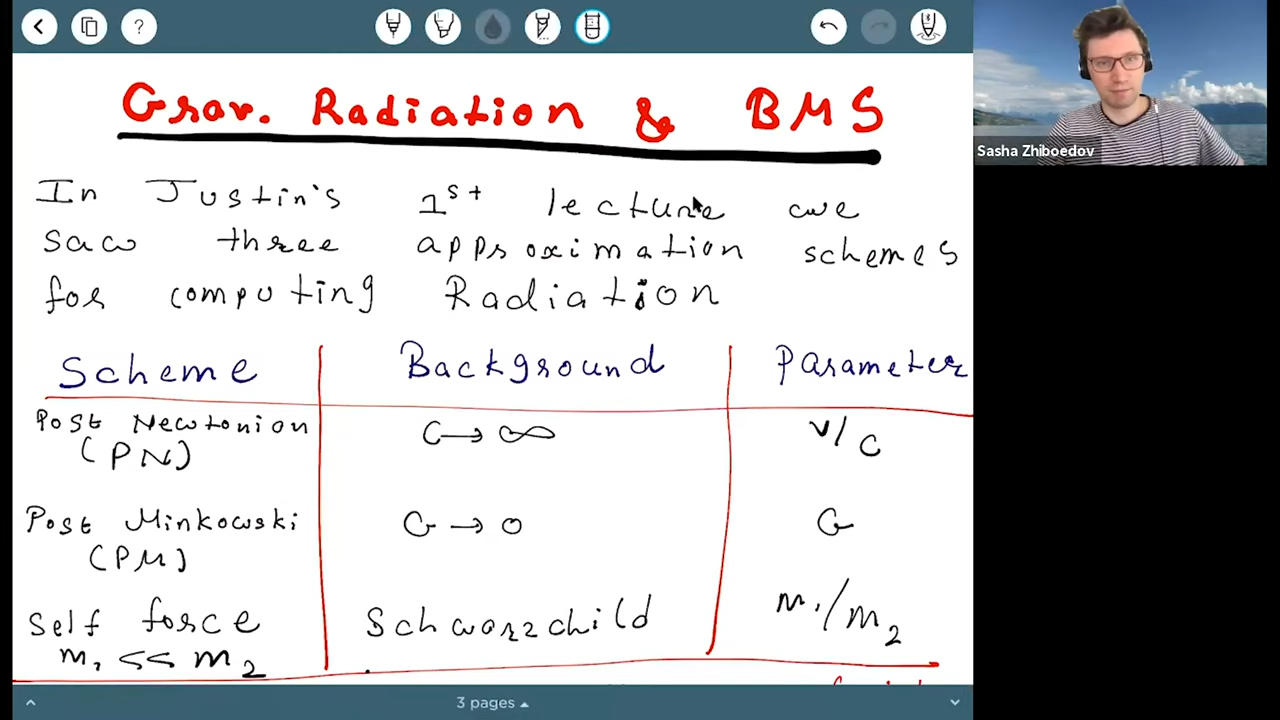 ?
Grav. Radiation & BMS
Sasha Zhiboedov
In Justin's 1st lecture we
saw three approximation schemes
for computing Radiation
Scheme Background Parameter
Post Newtonion C→∞ v/c
(PN)
Post Minkowski G→0 G
(PM)
Self force Schwarzchild m1/m2
m1 << m2
3 pages